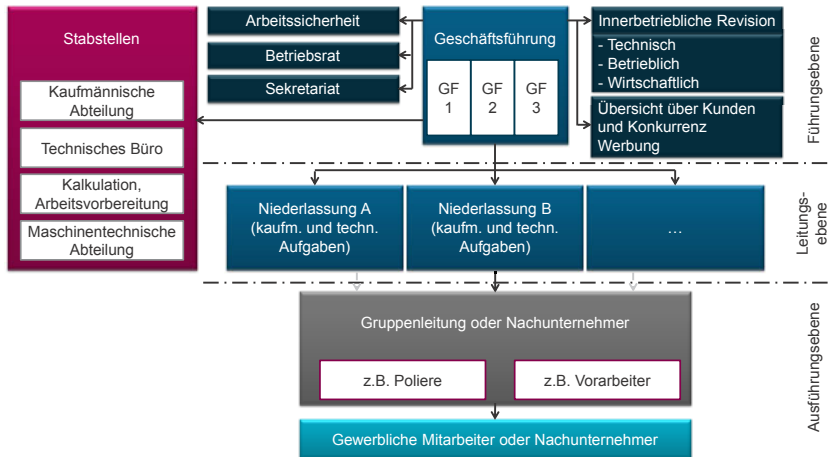 Stabstellen
Kaufmännische
Abteilung
Technisches Büro
Kalkulation,
Arbeitsvorbereitung
Maschinentechnische
Abteilung
Arbeitssicherheit
Betriebsrat
Sekretariat
Geschäftsführung
GF
1
GF
2
GF
3
Innerbetriebliche Revision
- Technisch
- Betrieblich
- Wirtschaftlich
Übersicht über Kunden
und Konkurrenz
Werbung
Führungsebene
Niederlassung A
(kaufm. und techn.
Aufgaben)
Niederlassung B
(kaufm. und techn.
Aufgaben)
…
Leitungs-
ebene
Gruppenleitung oder Nachunternehmer
z.B. Poliere
z.B. Vorarbeiter
Gewerbliche Mitarbeiter oder Nachunternehmer
Ausführungsebene